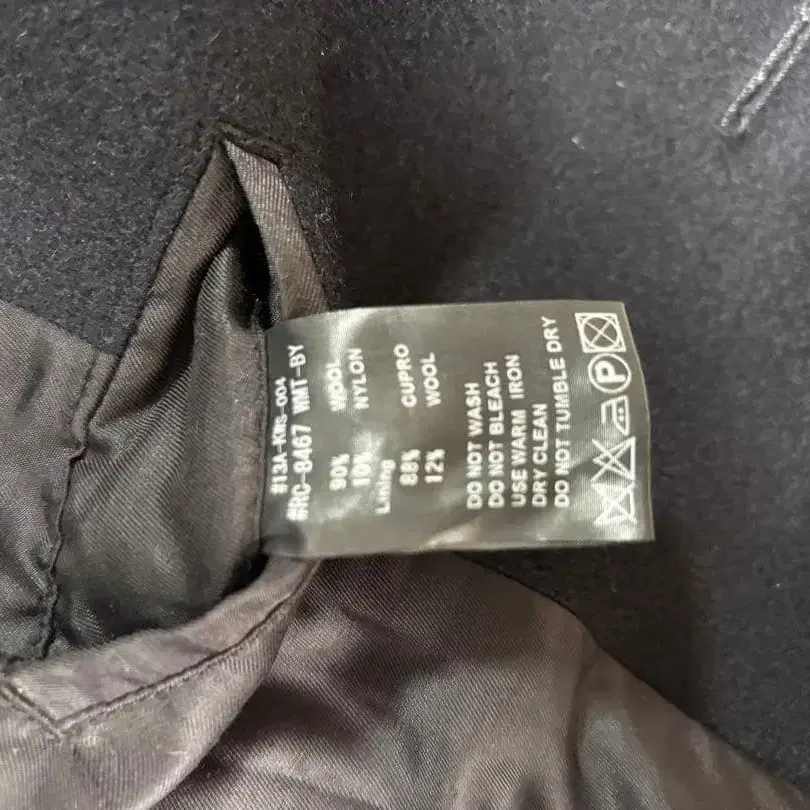 #13A-KWS-004
#RC-8467 WMT-BY
90% WOOL
10% NYLON
Lining
88% CUPRO
12% WOOL
DO NOT WASH
DO NOT BLEACH
USE WARM IRON
DRY CLEAN
DO NOT TUMBLE DRY
P